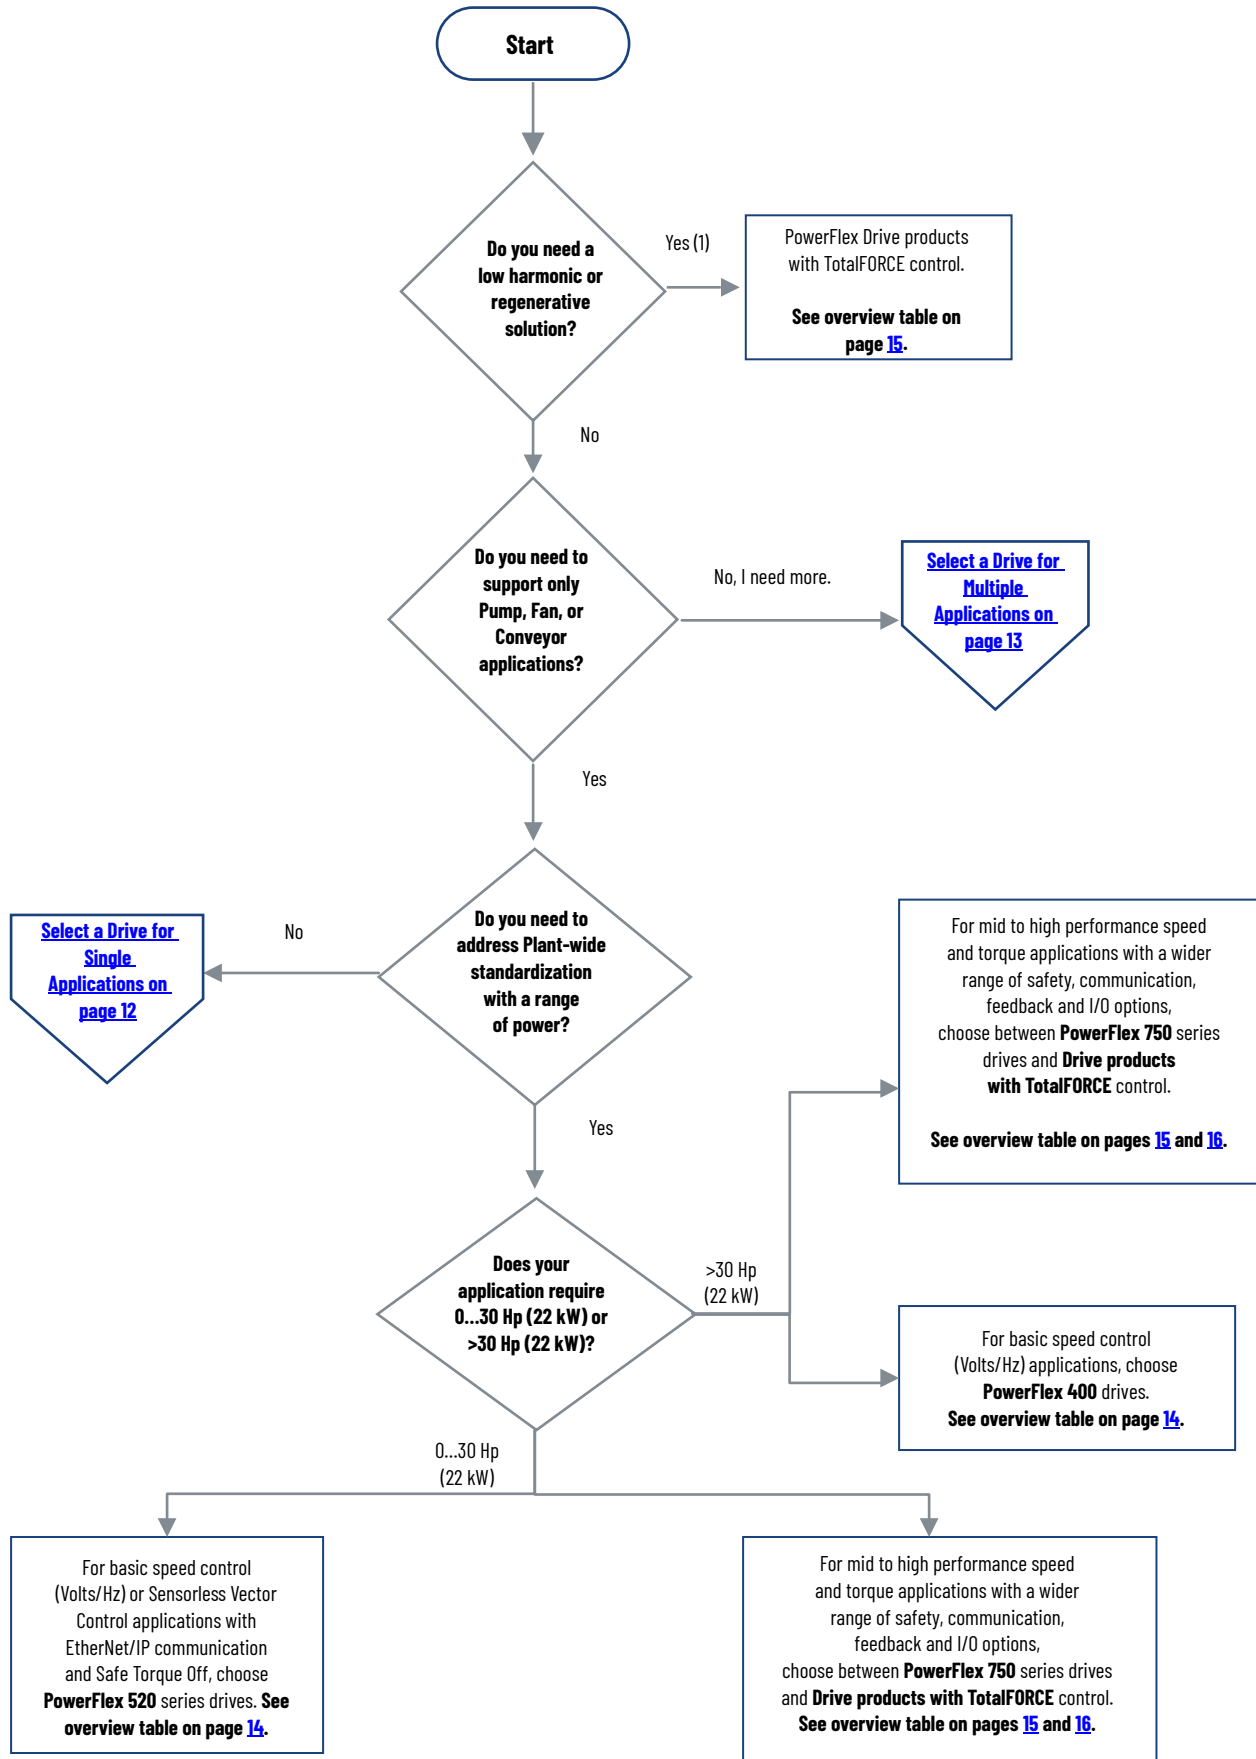 Start
Do you need a
low harmonic or
regenerative
solution?
Yes (1)
PowerFlex Drive products
with TotalFORCE control.
See overview table on
page 15.
No
Do you need to
support only
Pump, Fan, or
Conveyor
applications?
No, I need more.
Select a Drive for
Multiple
Applications on
page 13
Yes
Do you need to
address Plant-wide
standardization
with a range
of power?
No
Select a Drive for
Single
Applications on
page 12
Yes
Does your
application require
0...30 Hp (22 kW) or
>30 Hp (22 kW)?
>30 Hp
(22 kW)
For mid to high performance speed
and torque applications with a wider
range of safety, communication,
feedback and I/O options,
choose between PowerFlex 750 series
drives and Drive products
with TotalFORCE control.
See overview table on pages 15 and 16.
For basic speed control
(Volts/Hz) applications, choose
PowerFlex 400 drives.
See overview table on page 14.
0...30 Hp
(22 kW)
For basic speed control
(Volts/Hz) or Sensorless Vector
Control applications with
EtherNet/IP communication
and Safe Torque Off, choose
PowerFlex 520 series drives. See
overview table on page 14.
For mid to high performance speed
and torque applications with a wider
range of safety, communication,
feedback and I/O options,
choose between PowerFlex 750 series drives
and Drive products with TotalFORCE control.
See overview table on pages 15 and 16.